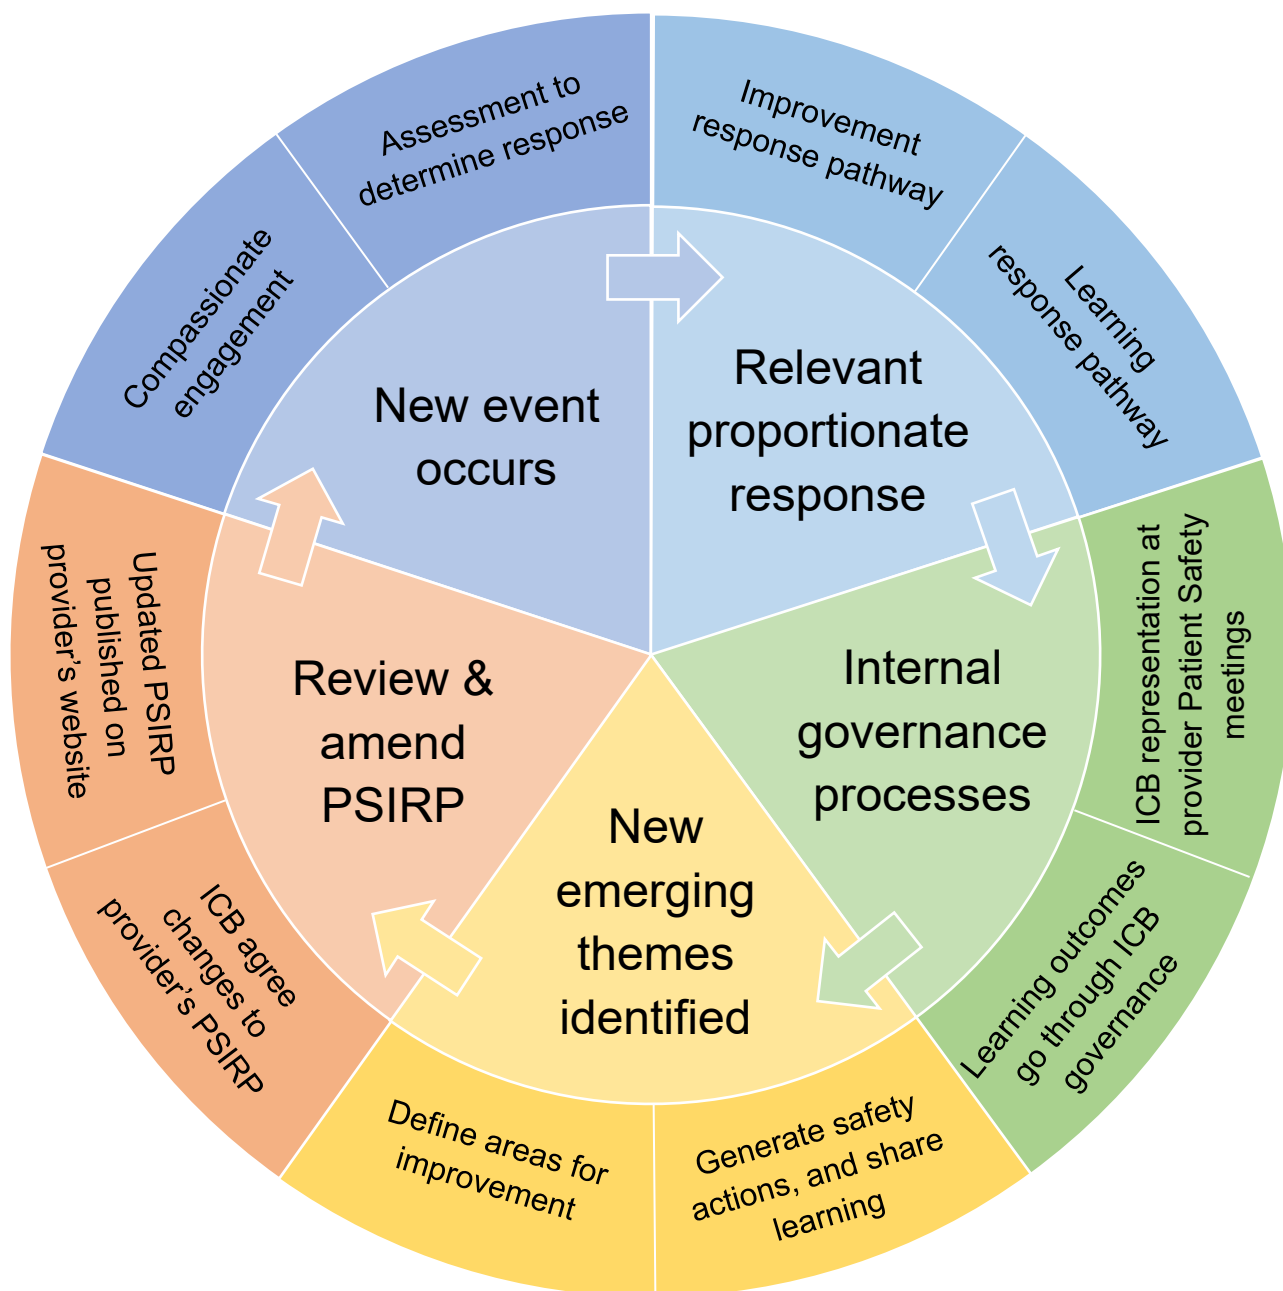 Assessment to
determine response
Improvement
response pathway
Learning
response pathway
Compassionate
engagement
New event
occurs
Relevant
proportionate
response
ICB representation at
provider Patient Safety
meetings
Learning outcomes
go through ICB
governance
Internal
governance
processes
New
emerging
themes
identified
Generate safety
actions, and share
learning
Define areas for
improvement
Review &
amend
PSIRP
ICB agree
changes to
provider’s PSIRP
Updated PSIRP
published on
provider’s website